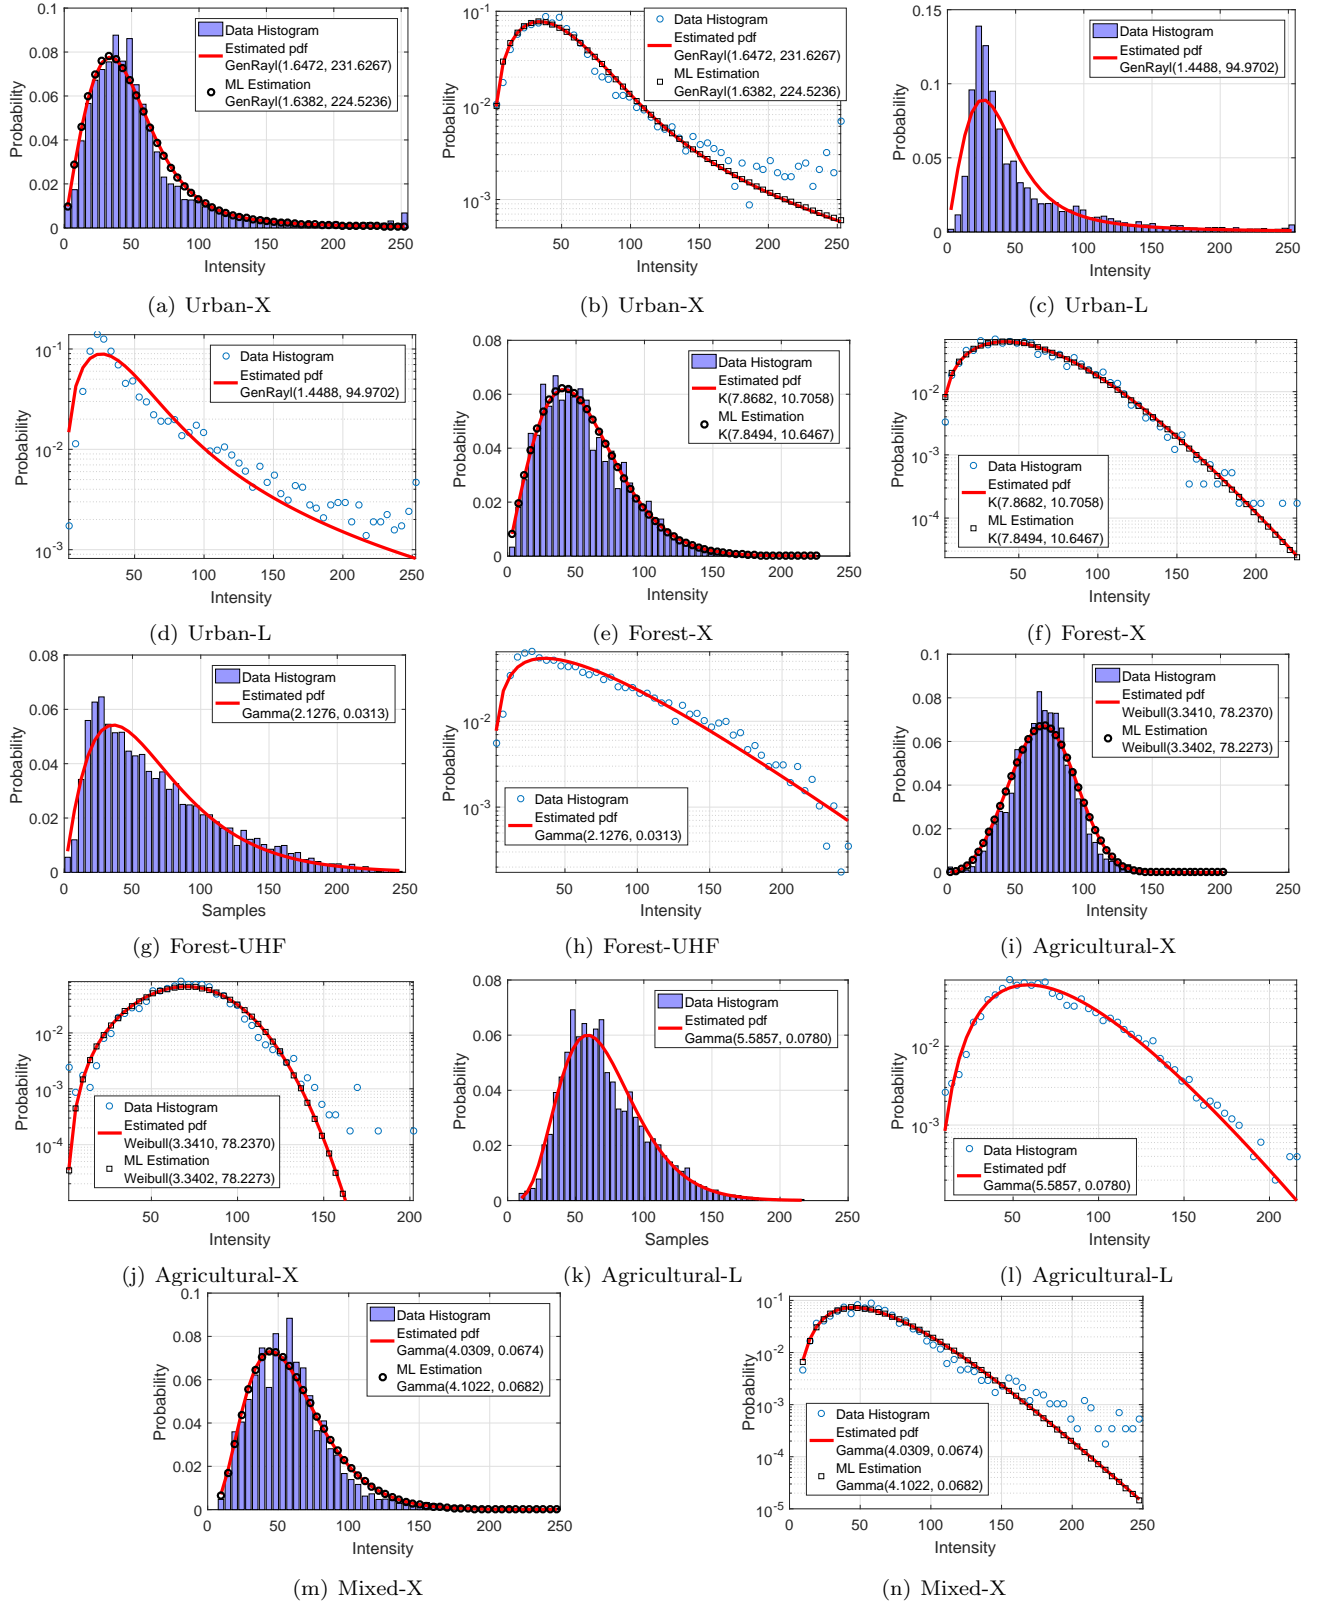 0.1
0.08
0.06
0.04
0.02
0
0 50 100 150 200 250
Probability
Intensity
Data Histogram
Estimated pdf
GenRayl(1.6472, 231.6267)
ML Estimation
GenRayl(1.6382, 224.5236)
(a) Urban-X
10-1
10-2
10-3
50 100 150 200 250
Probability
Intensity
Data Histogram
Estimated pdf
GenRayl(1.6472, 231.6267)
ML Estimation
GenRayl(1.6382, 224.5236)
(b) Urban-X
0.15
0.1
0.05
0
0 50 100 150 200 250
Probability
Intensity
Data Histogram
Estimated pdf
GenRayl(1.4488, 94.9702)
(c) Urban-L
10-1
10-2
10-3
50 100 150 200 250
Probability
Intensity
Data Histogram
Estimated pdf
GenRayl(1.4488, 94.9702)
(d) Urban-L
0.08
0.06
0.04
0.02
0
0 50 100 150 200 250
Probability
Intensity
Data Histogram
Estimated pdf
K(7.8682, 10.7058)
ML Estimation
K(7.8494, 10.6467)
(e) Forest-X
10-2
10-3
10-4
50 100 150 200
Probability
Intensity
Data Histogram
Estimated pdf
K(7.8682, 10.7058)
ML Estimation
K(7.8494, 10.6467)
(f) Forest-X
0.08
0.06
0.04
0.02
0
0 50 100 150 200 250
Probability
Samples
Data Histogram
Estimated pdf
Gamma(2.1276, 0.0313)
(g) Forest-UHF
10-2
10-3
50 100 150 200
Probability
Intensity
Data Histogram
Estimated pdf
Gamma(2.1276, 0.0313)
(h) Forest-UHF
0.1
0.08
0.06
0.04
0.02
0
0 50 100 150 200 250
Probability
Intensity
Data Histogram
Estimated pdf
Weibull(3.3410, 78.2370)
ML Estimation
Weibull(3.3402, 78.2273)
(i) Agricultural-X
10-2
10-3
10-4
50 100 150 200
Probability
Intensity
Data Histogram
Estimated pdf
Weibull(3.3410, 78.2370)
ML Estimation
Weibull(3.3402, 78.2273)
(j) Agricultural-X
0.08
0.06
0.04
0.02
0
0 50 100 150 200 250
Probability
Samples
Data Histogram
Estimated pdf
Gamma(5.5857, 0.0780)
(k) Agricultural-L
10-2
10-3
50 100 150 200
Probability
Intensity
Data Histogram
Estimated pdf
Gamma(5.5857, 0.0780)
(l) Agricultural-L
0.1
0.08
0.06
0.04
0.02
0
0 50 100 150 200 250
Probability
Intensity
Data Histogram
Estimated pdf
Gamma(4.0309, 0.0674)
ML Estimation
Gamma(4.1022, 0.0682)
(m) Mixed-X
10-1
10-2
10-3
10-4
10-5
0 50 100 150 200 250
Probability
Intensity
Data Histogram
Estimated pdf
Gamma(4.0309, 0.0674)
ML Estimation
Gamma(4.1022, 0.0682)
(n) Mixed-X